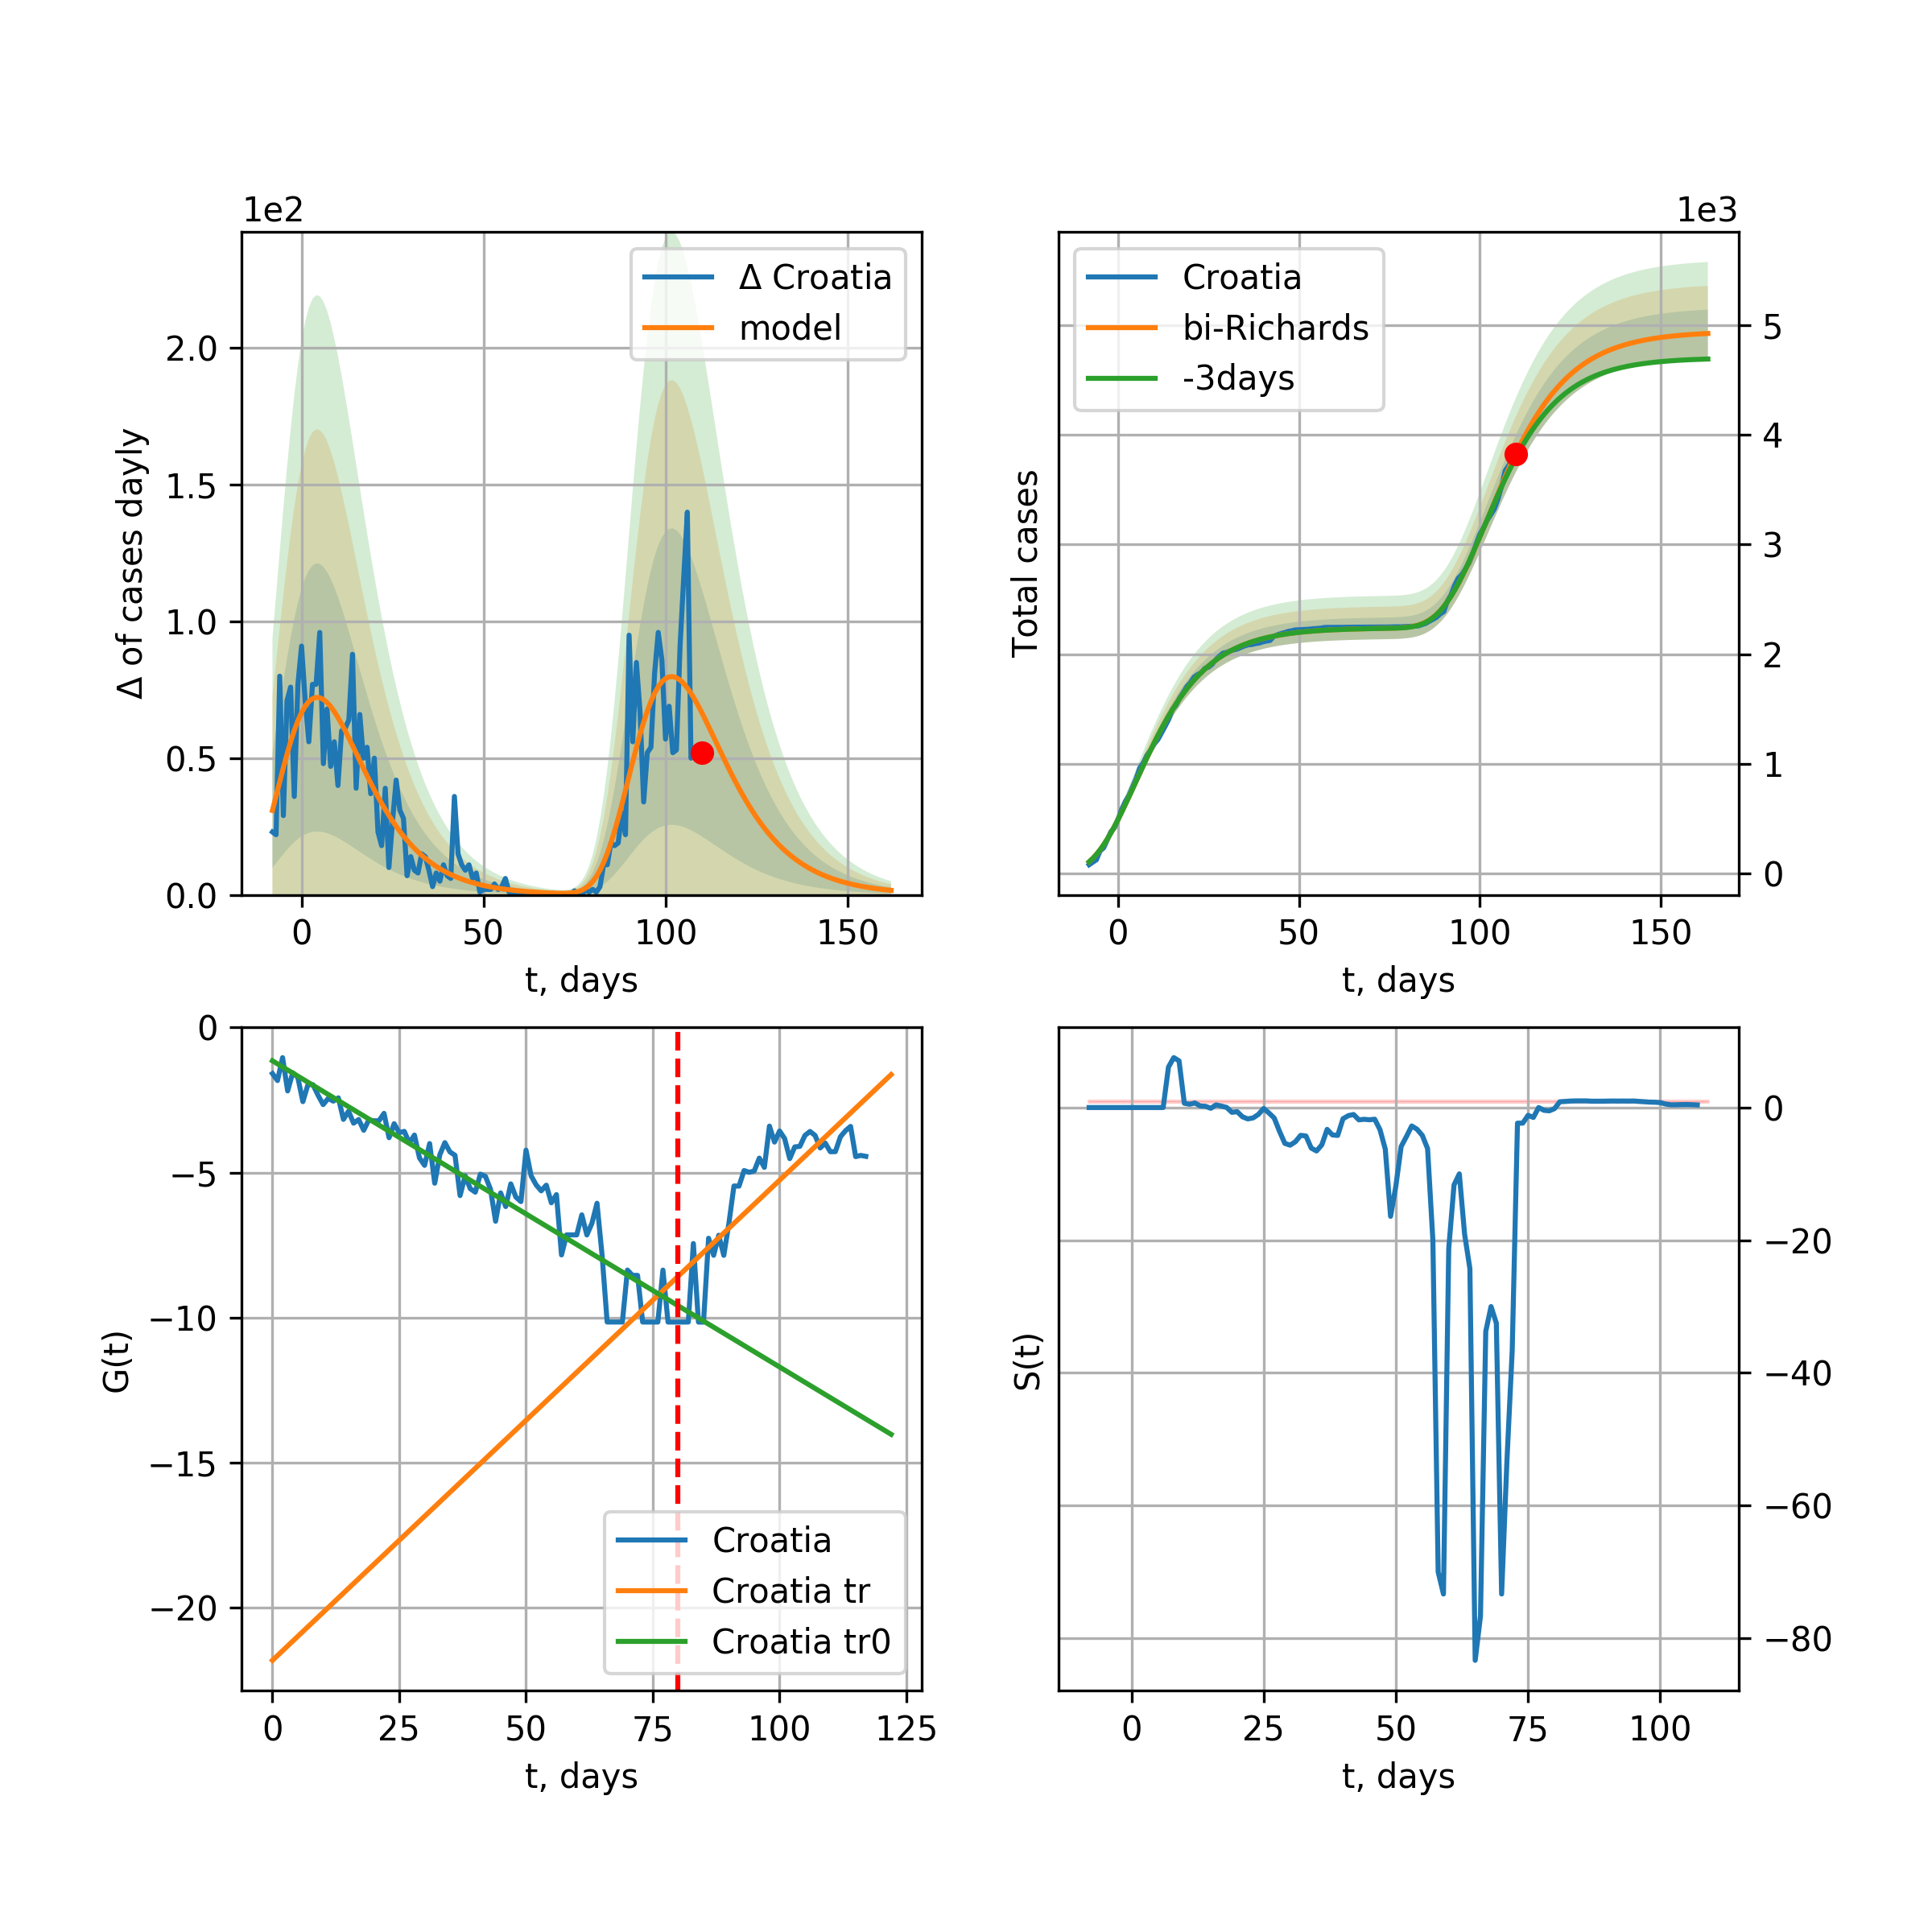 1e2
Δ of cases dayly
2.0
1.5
1.0
0.5
0.0
0 50 100 150
t, days
Δ Croatia
model
1e3
Total cases
5
4
3
2
1
0
0 50 100 150
t, days
Croatia
bi-Richards
-3days
G(t)
0
−5
−10
−15
−20
0 25 50 75 100 125
t, days
Croatia
Croatia tr
Croatia tr0
S(t)
0
−20
−40
−60
−80
0 25 50 75 100
t, days